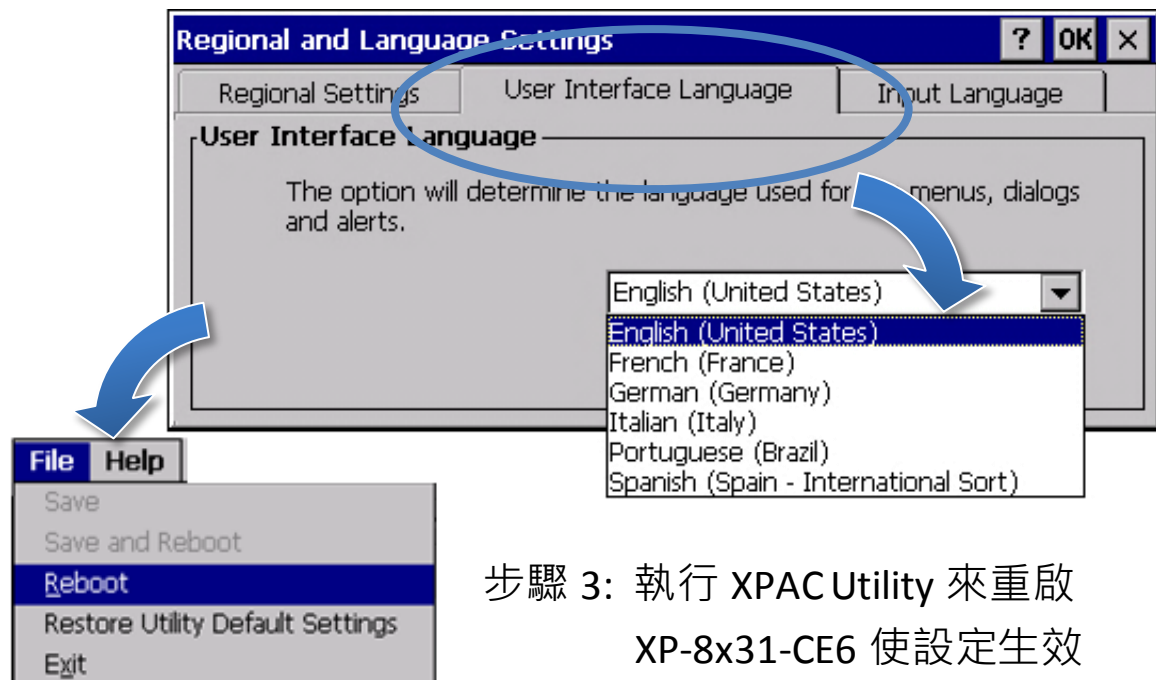 Regional and Language Settings ? OK ×
Regional Settings User Interface Language Input Language
User Interface Language
The option will determine the language used for menus, dialogs
and alerts.
English (United States)
English (United States)
French (France)
German (Germany)
Italian (Italy)
Portuguese (Brazil)
Spanish (Spain - International Sort)
File Help
Save
Save and Reboot
Reboot
Restore Utility Default Settings
Exit
步驟 3: 執行 XPAC Utility 來重啟
XP-8x31-CE6 使設定生效